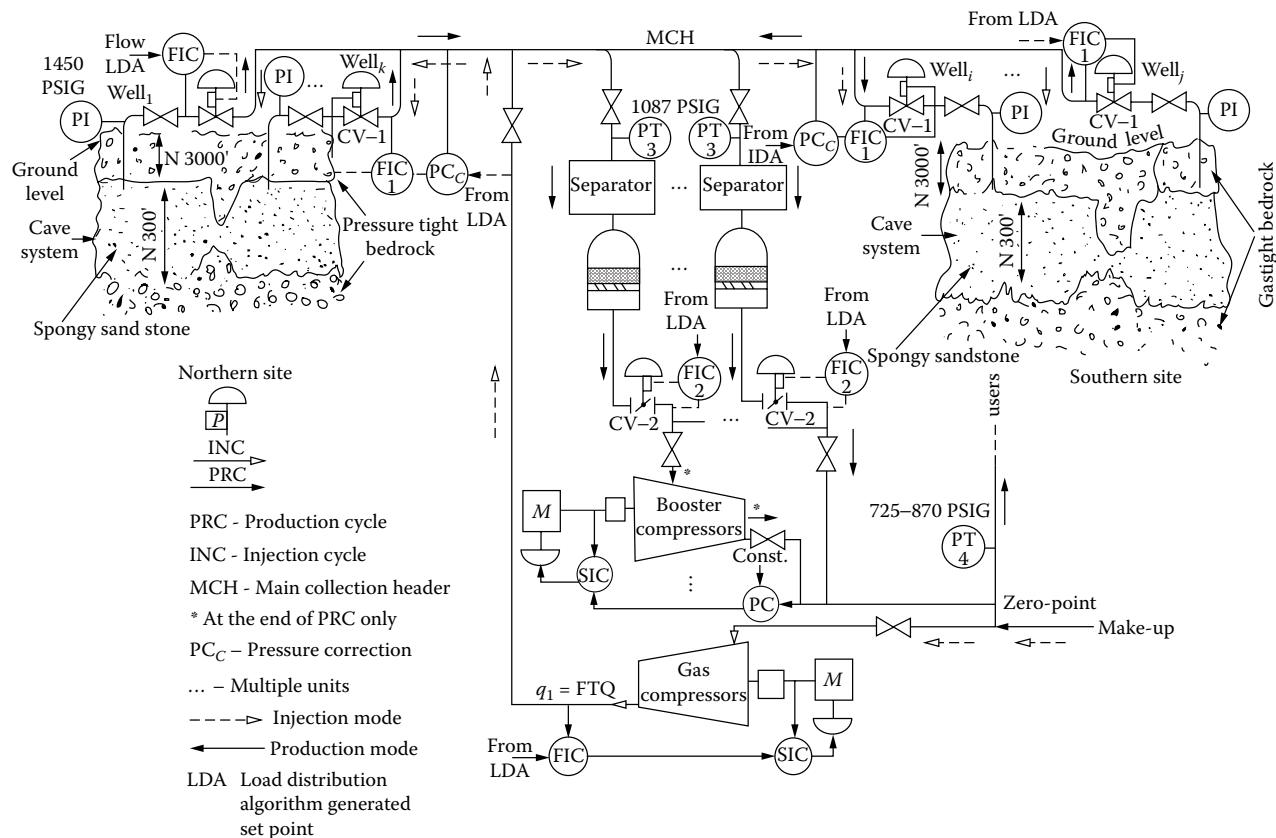 Flow
LDA
FIC
1450
PSIG
PI
Well1
PI
...
Wellk
CV–1
MCH
From LDA
FIC
1
Welli
...
Wellj
CV–1
PI
CV–1
PI
Ground
level
N 3000'
FIC
1
PCC
From
LDA
1087 PSIG
PT
3
...
PT
3
From
IDA
PCC
FIC
1
Ground level
N 3000'
Separator
...
Separator
Cave
system
N 300'
Pressure tight
bedrock
Spongy sand stone
Cave
system
N 300'
Gastight bedrock
Spongy sandstone
Southern site
...
From
LDA
FIC
2
CV–2
...
From
LDA
FIC
2
CV–2
users
Northern site
P
INC
PRC
PRC - Production cycle
INC - Injection cycle
MCH - Main collection header
* At the end of PRC only
PCC – Pressure correction
... – Multiple units
Injection mode
Production mode
LDA Load distribution
algorithm generated
set point
*
M
Booster
compressors
*
Const.
SIC
...
PC
725–870 PSIG
PT
4
Zero-point
Make-up
Gas
compressors
M
q1 = FTQ
From
LDA
FIC
SIC